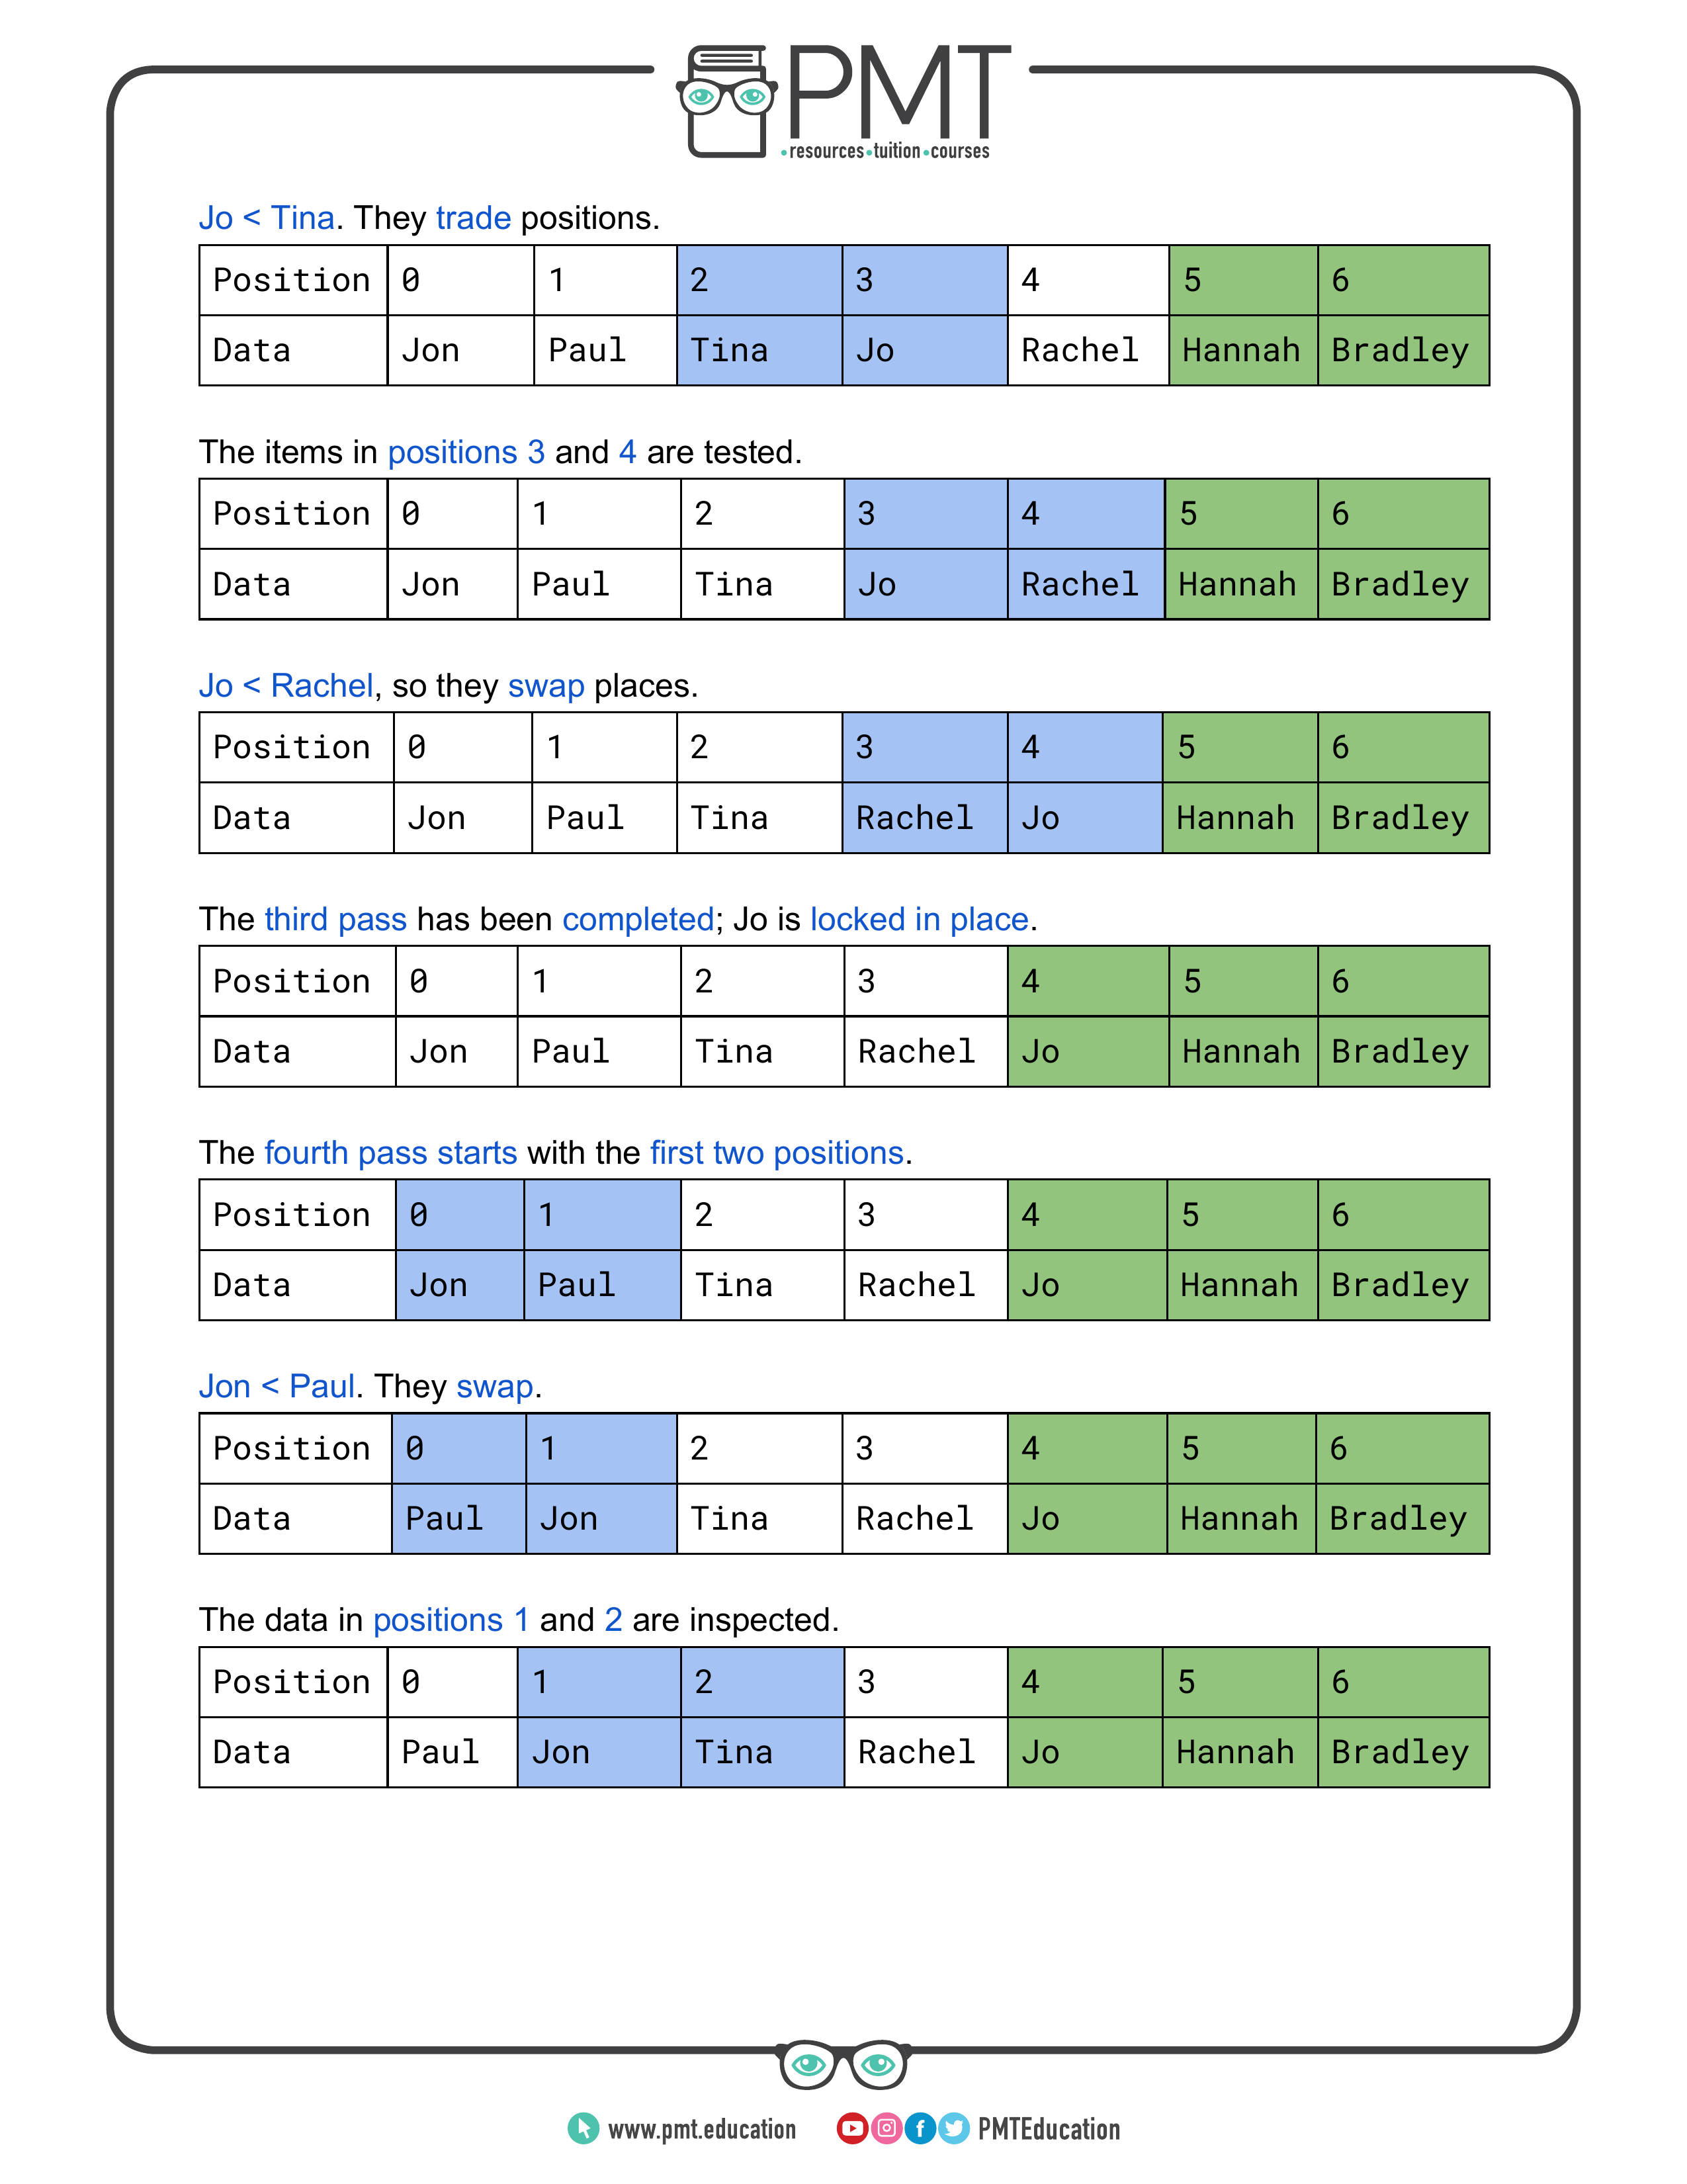 PMT
•resources•tuition•courses
Jo < Tina. They trade positions.
Position 0 1 2 3 4 5 6
Data Jon Paul Tina Jo Rachel Hannah Bradley
The items in positions 3 and 4 are tested.
Position 0 1 2 3 4 5 6
Data Jon Paul Tina Jo Rachel Hannah Bradley
Jo < Rachel, so they swap places.
Position 0 1 2 3 4 5 6
Data Jon Paul Tina Rachel Jo Hannah Bradley
The third pass has been completed; Jo is locked in place.
Position 0 1 2 3 4 5 6
Data Jon Paul Tina Rachel Jo Hannah Bradley
The fourth pass starts with the first two positions.
Position 0 1 2 3 4 5 6
Data Jon Paul Tina Rachel Jo Hannah Bradley
Jon < Paul. They swap.
Position 0 1 2 3 4 5 6
Data Paul Jon Tina Rachel Jo Hannah Bradley
The data in positions 1 and 2 are inspected.
Position 0 1 2 3 4 5 6
Data Paul Jon Tina Rachel Jo Hannah Bradley
www.pmt.education PMTEducation